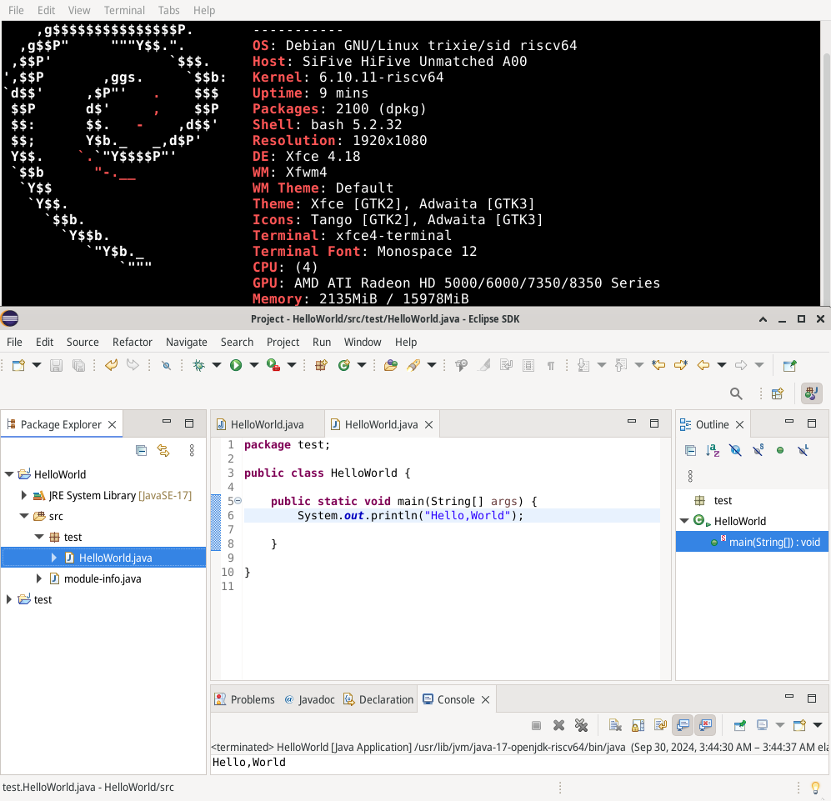 File Edit View Terminal Tabs Help
,g$$$$$$$$$$$$$$$P. -----------
,g$$P" """Y$$.". OS: Debian GNU/Linux trixie/sid riscv64
,$$P' `$$$. Host: SiFive HiFive Unmatched A00
',$$P ,ggs. `$$b: Kernel: 6.10.11-riscv64
`d$$' ,$P"' . $$$ Uptime: 9 mins
$$P d$' , $$P Packages: 2100 (dpkg)
$$: $$. - ,d$$' Shell: bash 5.2.32
$$; Y$b._ _,d$P' Resolution: 1920x1080
Y$$. `.`"Y$$$$P"' DE: Xfce 4.18
`$$b "-.__ WM: Xfwm4
`Y$$ WM Theme: Default
`Y$$. Theme: Xfce [GTK2], Adwaita [GTK3]
`$$b. Icons: Tango [GTK2], Adwaita [GTK3]
`Y$$b. Terminal: xfce4-terminal
`"Y$b._ Terminal Font: Monospace 12
`""" CPU: (4)
GPU: AMD ATI Radeon HD 5000/6000/7350/8350 Series
Memory: 2135MiB / 15978MiB
Project - HelloWorld/src/test/HelloWorld.java - Eclipse SDK
File Edit Source Refactor Navigate Search Project Run Window Help
Package Explorer
HelloWorld
JRE System Library [JavaSE-17]
src
test
HelloWorld.java
module-info.java
test
HelloWorld.java HelloWorld.java
1 package test;
2
3 public class HelloWorld {
4
5 public static void main(String[] args) {
6 System.out.println("Hello,World");
7
8 }
9
10 }
11
Outline
test
HelloWorld
main(String[]) : void
Problems @ Javadoc Declaration Console
<terminated> HelloWorld [Java Application] /usr/lib/jvm/java-17-openjdk-riscv64/bin/java (Sep 30, 2024, 3:44:30 AM – 3:44:37 AM ela
Hello,World
test.HelloWorld.java - HelloWorld/src